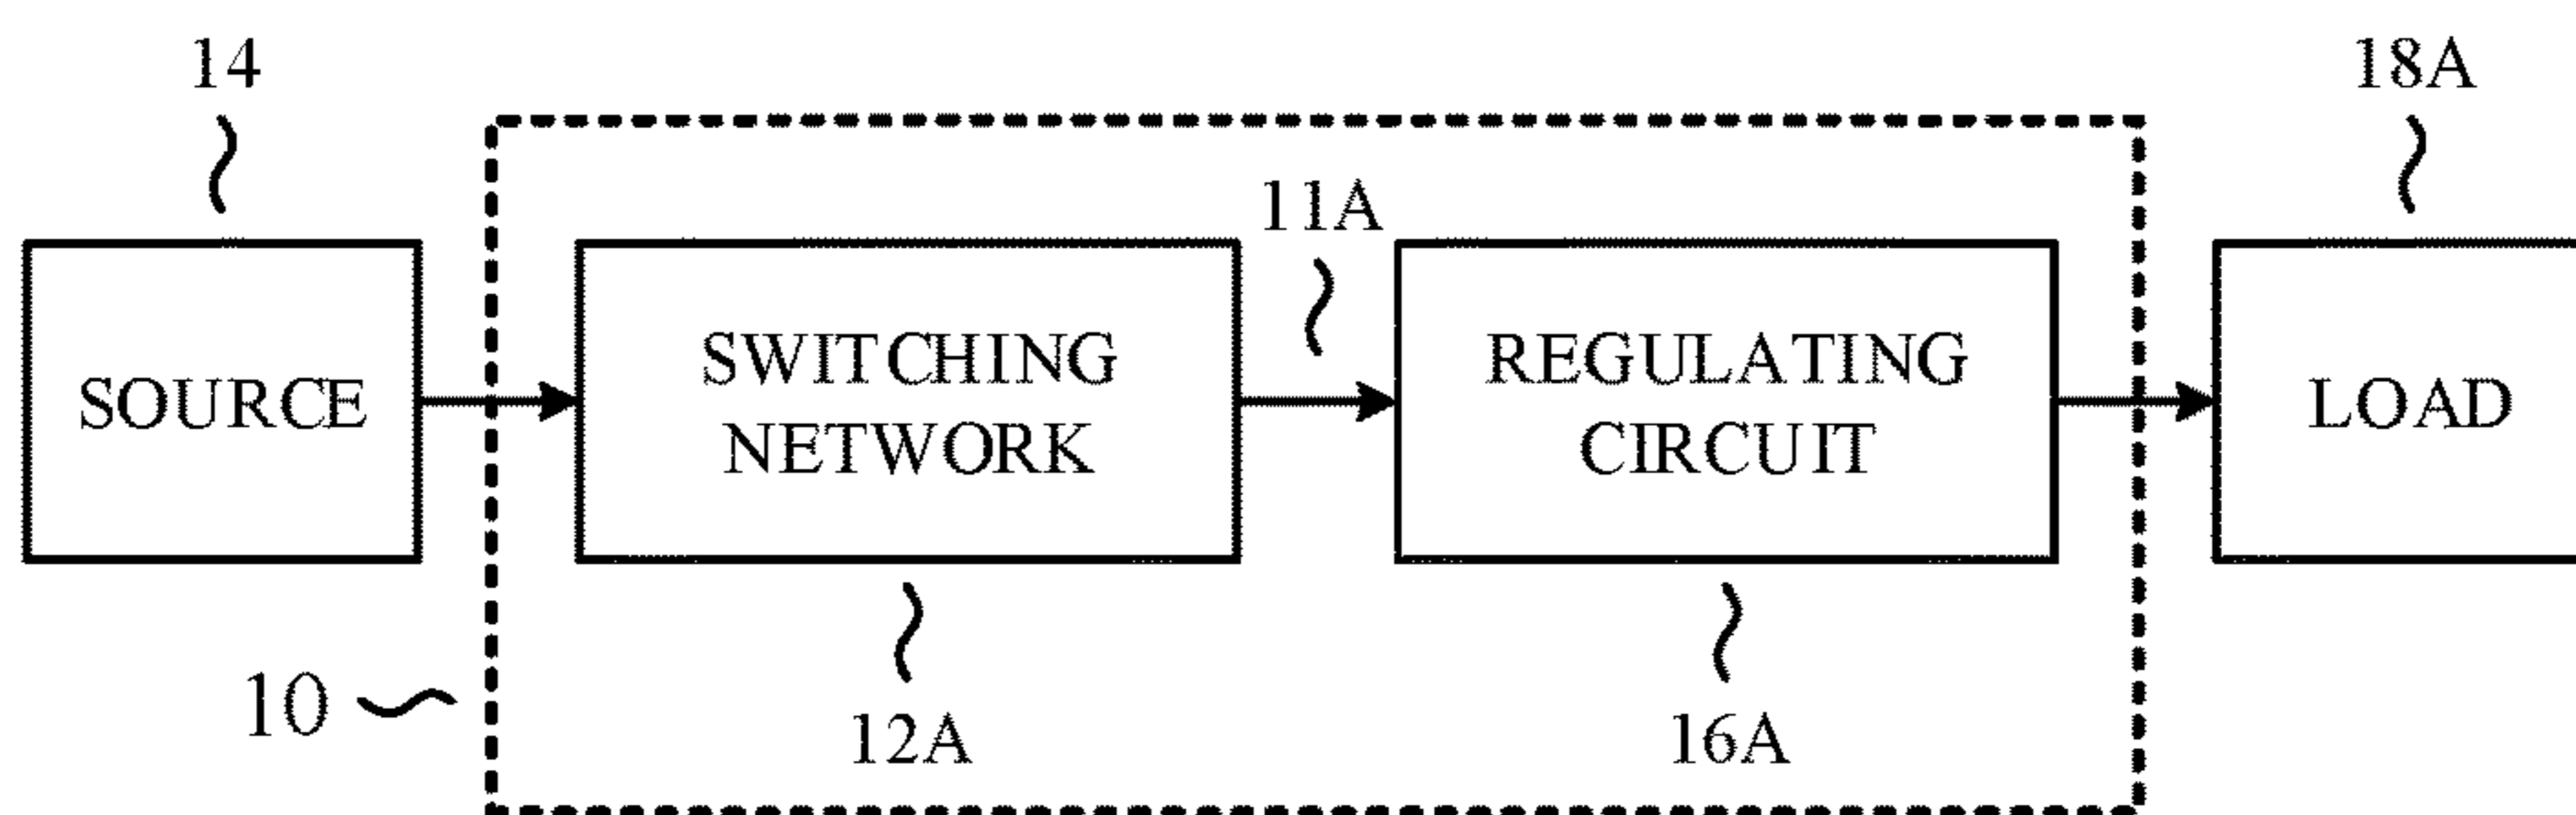 14
18A
11A
SOURCE
SWITCHING
NETWORK
REGULATING
CIRCUIT
LOAD
10
12A
16A